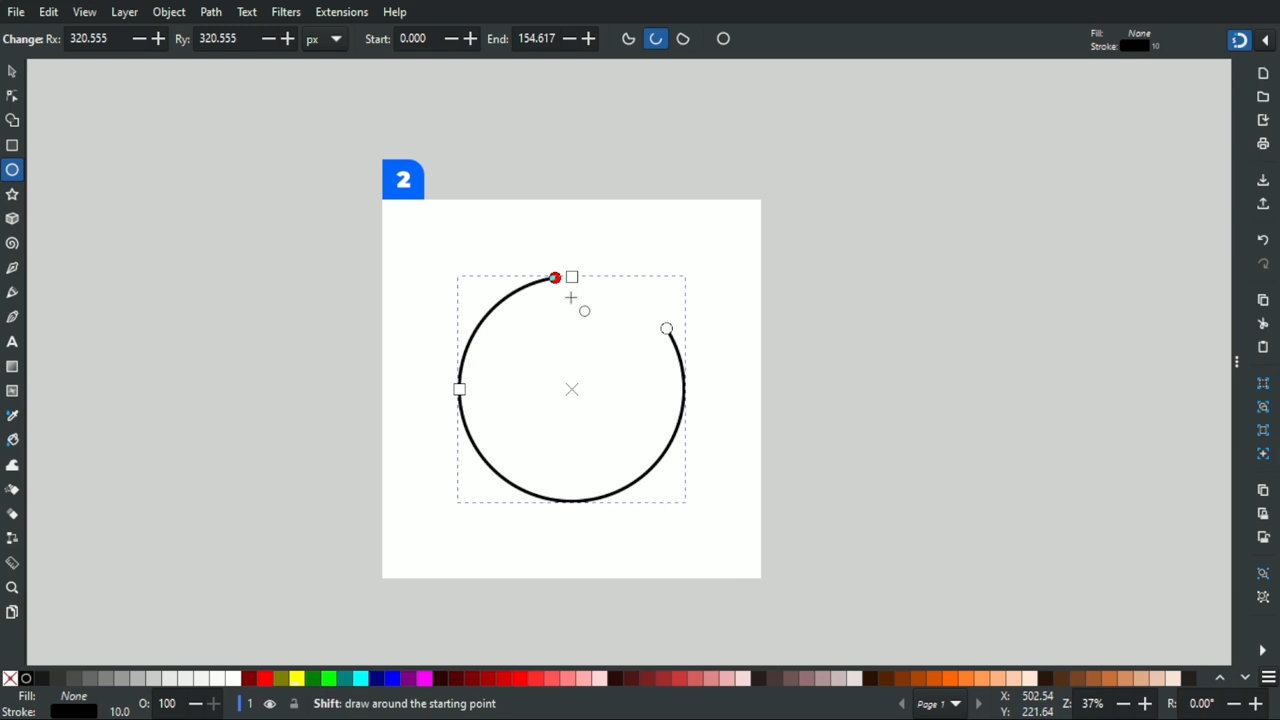 File Edit View Layer Object Path Text Filters Extensions Help
Change: Rx: 320.555 Ry: 320.555 px Start: 0.000 End: 154.617 Fill: None
Stroke: 10
2
Fill: None O: 100 1 Shift: draw around the starting point Page 1 X: 502.54 Z: 37% R: 0.00°
Stroke: 10.0 Y: 221.64